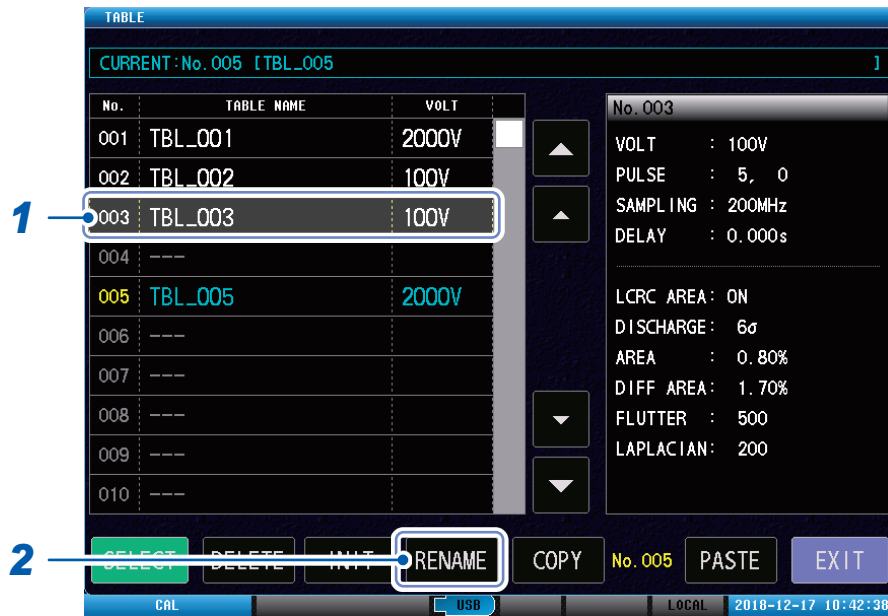 TABLE
CURRENT:No.005 [TBL_005 ]
No. TABLE NAME VOLT
001 TBL_001 2000V
002 TBL_002 100V
1 003 TBL_003 100V
004 ---
005 TBL_005 2000V
006 ---
007 ---
008 ---
009 ---
010 ---
No.003
VOLT : 100V
PULSE : 5, 0
SAMPLING : 200MHz
DELAY : 0.000s
LCRC AREA: ON
DISCHARGE: 6σ
AREA : 0.80%
DIFF AREA: 1.70%
FLUTTER : 500
LAPLACIAN: 200
2 SELECT DELETE INIT RENAME COPY No.005 PASTE EXIT
CAL USB LOCAL 2018-12-17 10:42:38